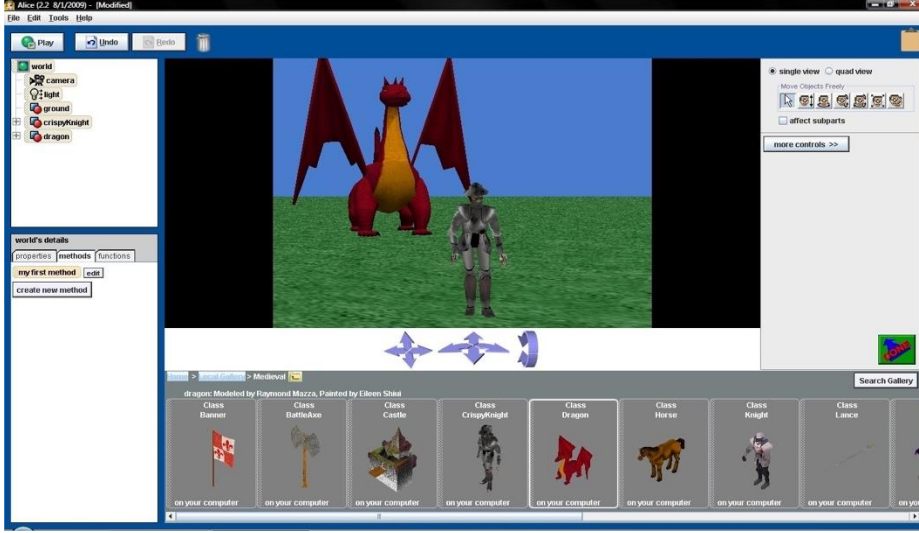 Alice (2.2 8/1/2009) - [Modified]
File Edit Tools Help
Play Undo Redo
world
camera
light
ground
crispyKnight
dragon
world's details
properties methods functions
my first method edit
create new method
single view quad view
Move Objects Freely
affect subparts
more controls >>
DONE
Home > Local Gallery > Medieval
Search Gallery
dragon: Modeled by Raymond Mazza, Painted by Eileen
Class Class Class Class Class Class Class Class
Banner BattleAxe Castle CrispyKnight Dragon Horse Knight Lance
on your computer on your computer on your computer on your computer on your computer on your computer on your computer on your computer